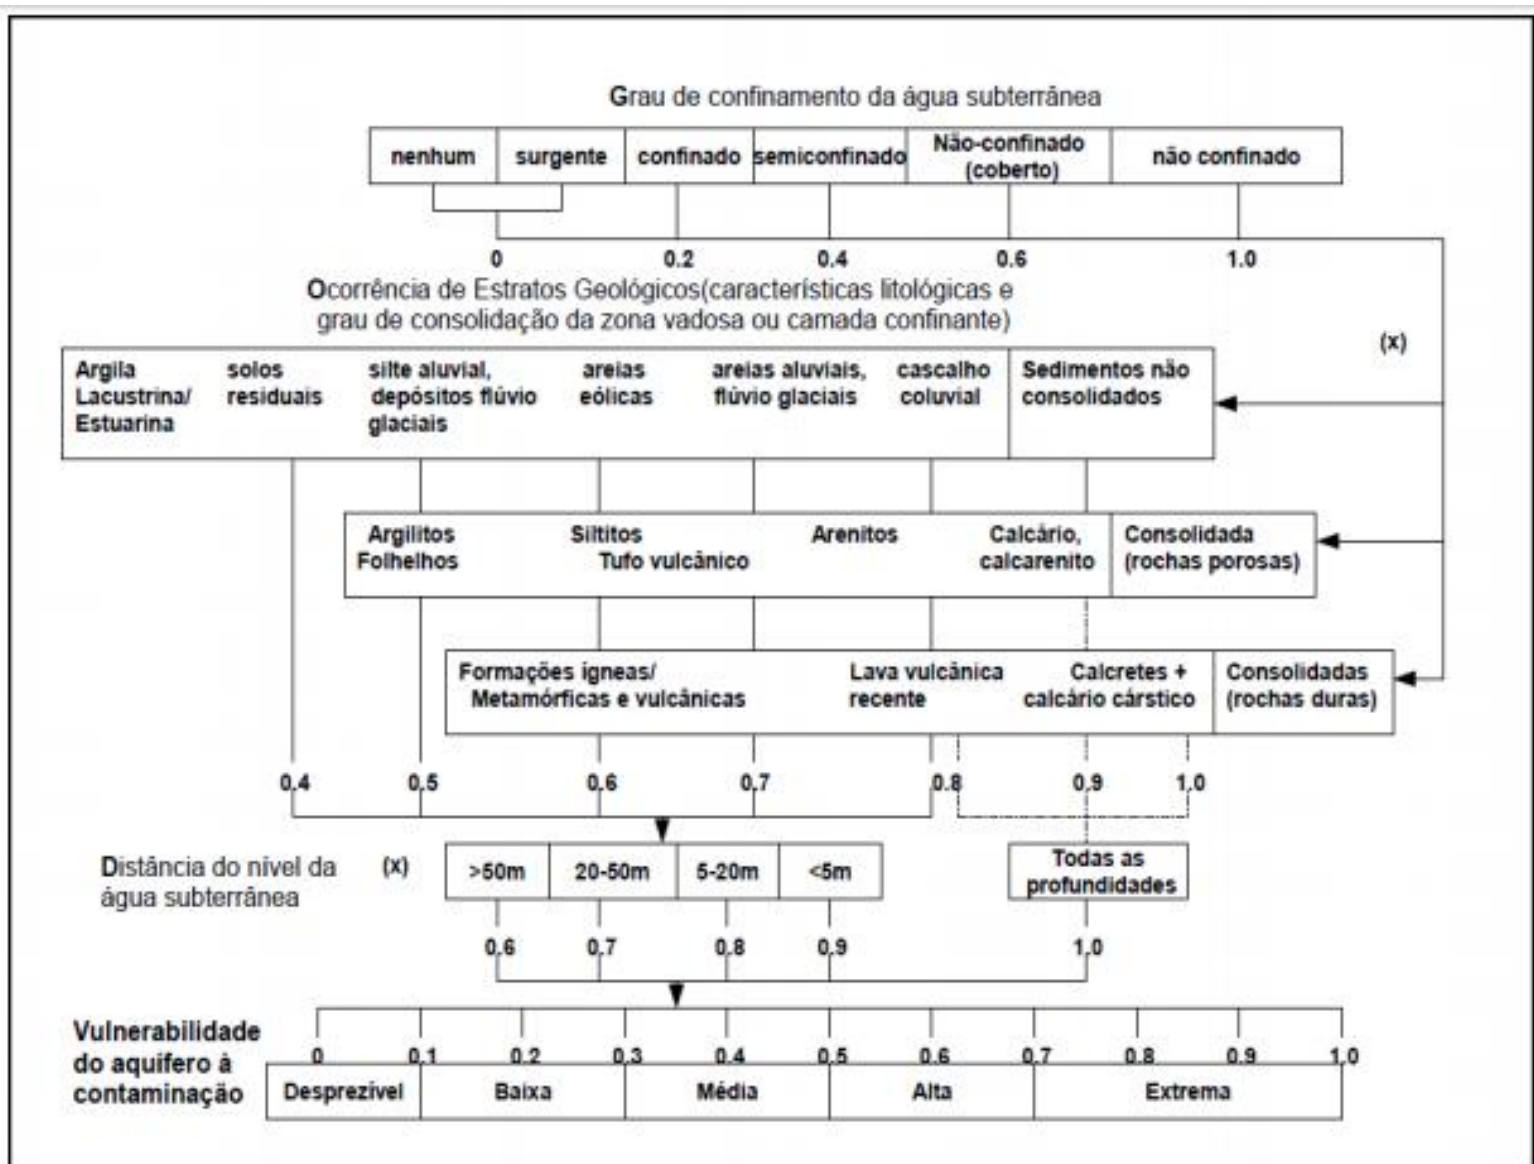 Grau de confinamento da água subterrânea
nenhum surgente confinado semiconfinado Não-confinado (coberto) não confinado
0 0.2 0.4 0.6 1.0
Ocorrência de Estratos Geológicos(características litológicas e
grau de consolidação da zona vadosa ou camada confinante)
(x)
Argila solos silte aluvial, areias areias aluviais, cascalho Sedimentos não
Lacustrina/ residuais depósitos flúvio eólicas flúvio glaciais coluvial consolidados
Estuarina glaciais
Argilitos Siltitos Arenitos Calcário, Consolidada
Folhelhos Tufo vulcânico calcarenito (rochas porosas)
Formações ígneas/ Lava vulcânica Calcretes + Consolidadas
Metamórficas e vulcânicas recente calcário cárstico (rochas duras)
0.4 0.5 0.6 0.7 0.8 0.9 1.0
Distância do nível da (x) >50m 20-50m 5-20m <5m Todas as
água subterrânea profundidades
0.6 0.7 0.8 0.9 1.0
Vulnerabilidade
do aquífero à
contaminação
0 0.1 0.2 0.3 0.4 0.5 0.6 0.7 0.8 0.9 1.0
Desprezível Baixa Média Alta Extrema